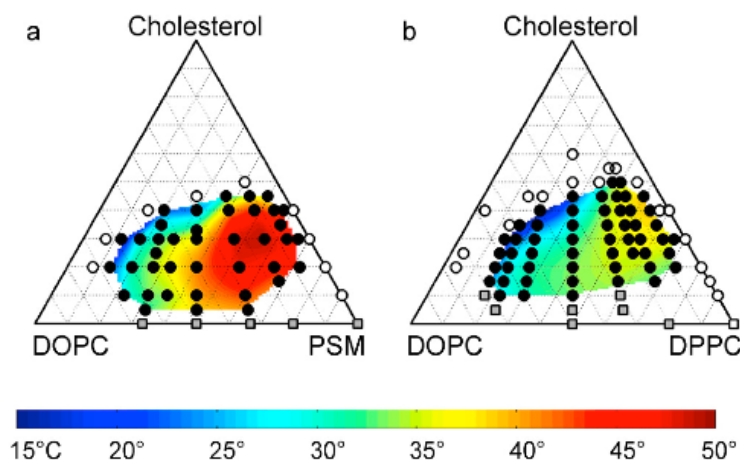 a
Cholesterol
DOPC
PSM
b
Cholesterol
DOPC
DPPC
15°C 20° 25° 30° 35° 40° 45° 50°